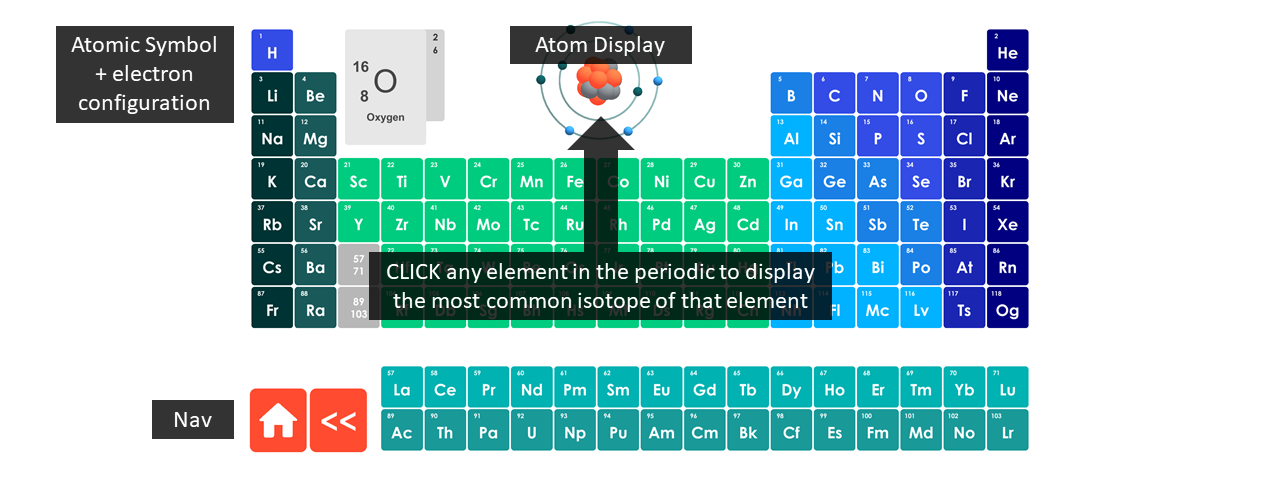 Atomic Symbol
+ electron
configuration
Atom Display
16
8
O
Oxygen
2
6
1 H
2 He
3 Li 4 Be 5 B 6 C 7 N 8 O 9 F 10 Ne
11 Na 12 Mg 13 Al 14 Si 15 P 16 S 17 Cl 18 Ar
19 K 20 Ca 21 Sc 22 Ti 23 V 24 Cr 25 Mn 26 Fe Co 28 Ni 29 Cu 30 Zn 31 Ga 32 Ge 33 As 34 Se 35 Br 36 Kr
37 Rb 38 Sr 39 Y 40 Zr 41 Nb 42 Mo 43 Tc 44 Ru Rh 46 Pd 47 Ag 48 Cd 49 In 50 Sn 51 Sb 52 Te 53 I 54 Xe
55 Cs 56 Ba 57 71 Pb 83 Bi 84 Po 85 At 86 Rn
CLICK any element in the periodic to display
the most common isotope of that element
87 Fr 88 Ra 89 103 Fl 115 Mc 116 Lv 117 Ts 118 Og
Nav
<<
57 La 58 Ce 59 Pr 60 Nd 61 Pm 62 Sm 63 Eu 64 Gd 65 Tb 66 Dy 67 Ho 68 Er 69 Tm 70 Yb 71 Lu
89 Ac 90 Th 91 Pa 92 U 93 Np 94 Pu 95 Am 96 Cm 97 Bk 98 Cf 99 Es 100 Fm 101 Md 102 No 103 Lr